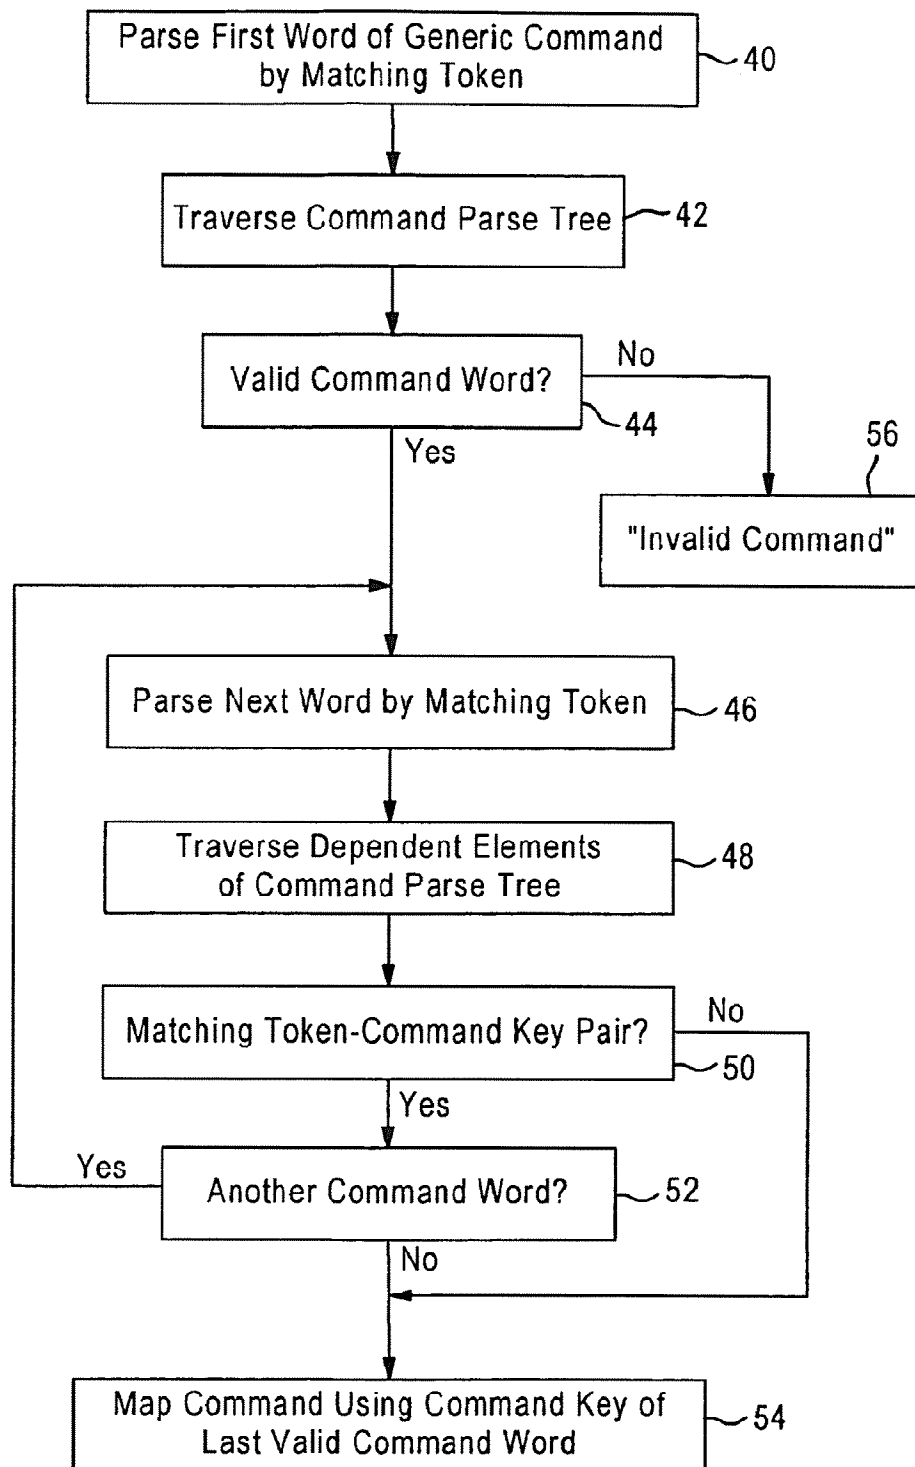 Parse First Word of Generic Command
by Matching Token
40
Traverse Command Parse Tree
42
Valid Command Word?
No
44
Yes
56
"Invalid Command"
Parse Next Word by Matching Token
46
Traverse Dependent Elements
of Command Parse Tree
48
Matching Token-Command Key Pair?
No
50
Yes
Yes
Another Command Word?
52
No
Map Command Using Command Key of
Last Valid Command Word
54